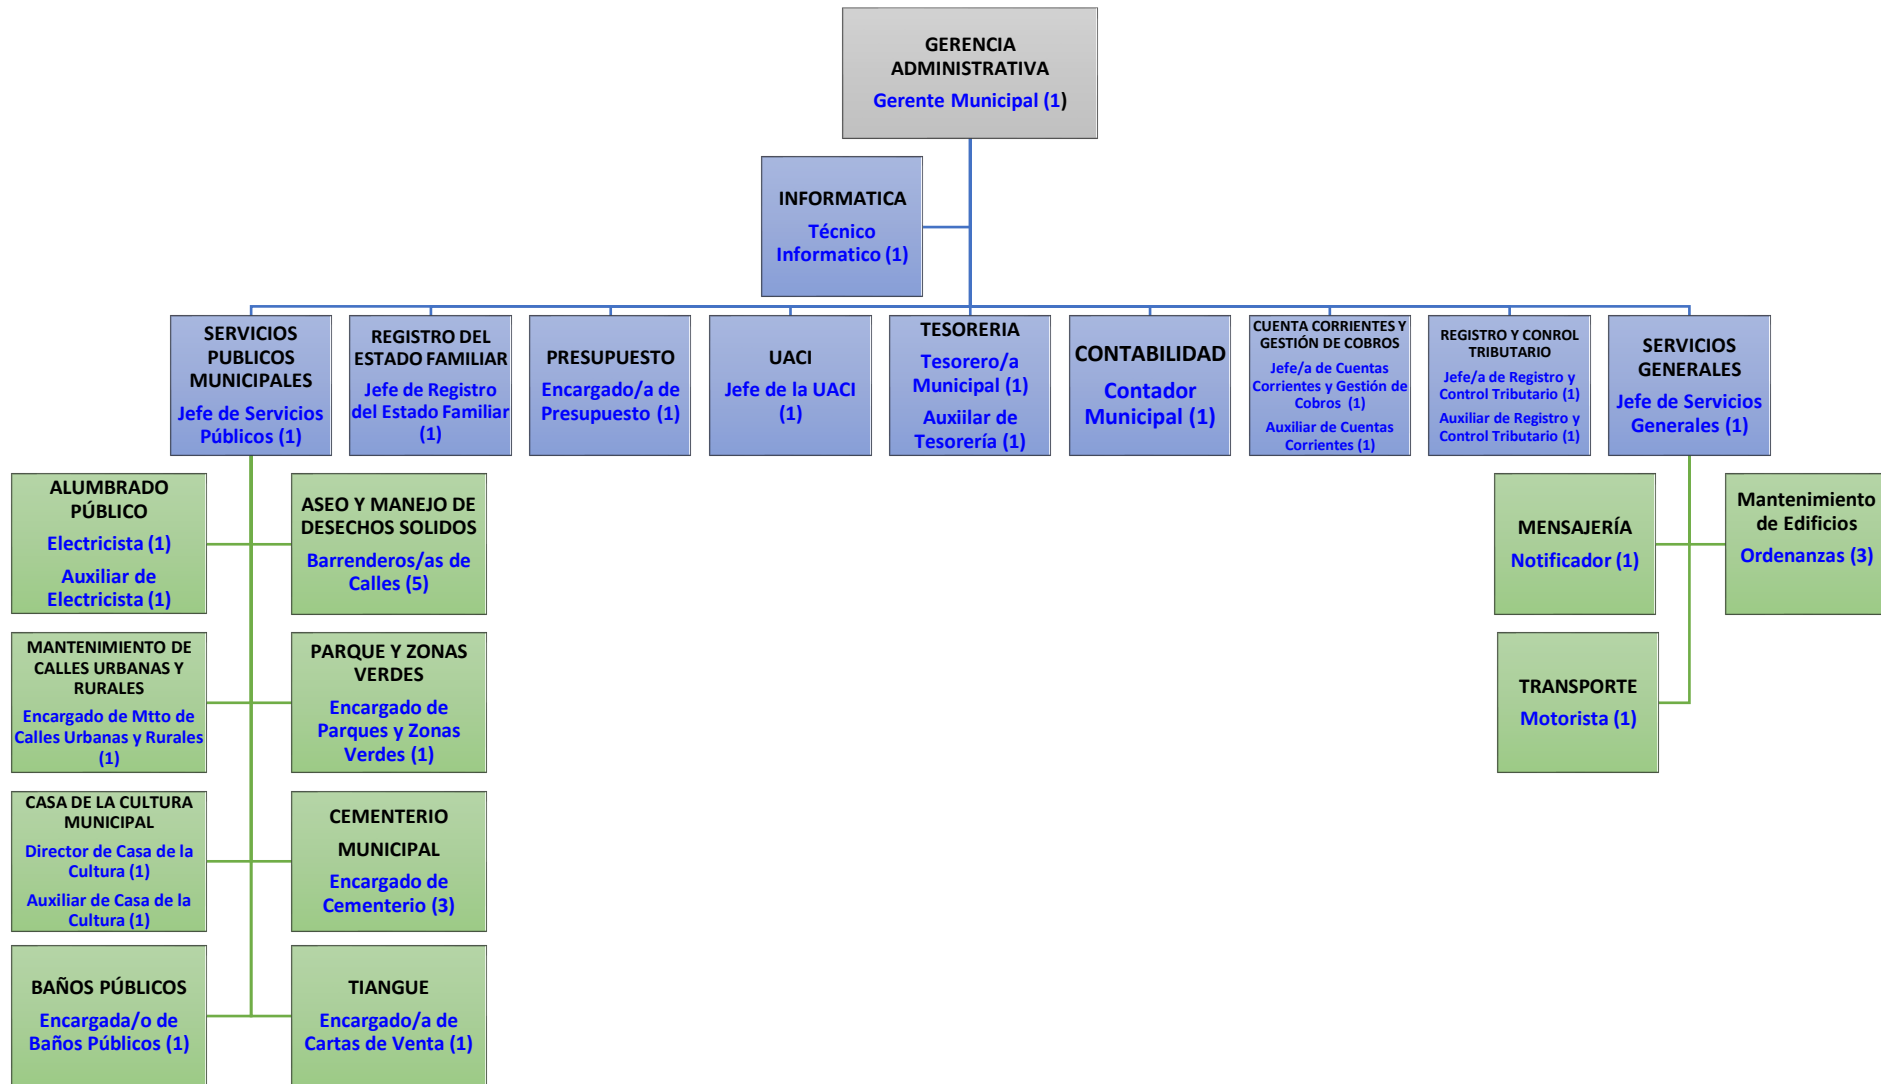 GERENCIA
ADMINISTRATIVA
Gerente Municipal (1)
INFORMATICA
Técnico
Informatico (1)
SERVICIOS
PUBLICOS
MUNICIPALES
Jefe de Servicios
Públicos (1)
REGISTRO DEL
ESTADO FAMILIAR
Jefe de Registro
del Estado Familiar
(1)
PRESUPUESTO
Encargado/a de
Presupuesto (1)
UACI
Jefe de la UACI
(1)
TESORERIA
Tesorero/a
Municipal (1)
Auxiilar de
Tesorería (1)
CONTABILIDAD
Contador
Municipal (1)
CUENTA CORRIENTES Y
GESTIÓN DE COBROS
Jefe/a de Cuentas
Corrientes y Gestión de
Cobros (1)
Auxiliar de Cuentas
Corrientes (1)
REGISTRO Y CONROL
TRIBUTARIO
Jefe/a de Registro y
Control Tributario (1)
Auxiliar de Registro y
Control Tributario (1)
SERVICIOS
GENERALES
Jefe de Servicios
Generales (1)
ALUMBRADO
PÚBLICO
Electricista (1)
Auxiliar de
Electricista (1)
ASEO Y MANEJO DE
DESECHOS SOLIDOS
Barrenderos/as de
Calles (5)
MENSAJERÍA
Notificador (1)
Mantenimiento
de Edificios
Ordenanzas (3)
MANTENIMIENTO DE
CALLES URBANAS Y
RURALES
Encargado de Mtto de
Calles Urbanas y Rurales
(1)
PARQUE Y ZONAS
VERDES
Encargado de
Parques y Zonas
Verdes (1)
TRANSPORTE
Motorista (1)
CASA DE LA CULTURA
MUNICIPAL
Director de Casa de la
Cultura (1)
Auxiliar de Casa de la
Cultura (1)
CEMENTERIO
MUNICIPAL
Encargado de
Cementerio (3)
BAÑOS PÚBLICOS
Encargada/o de
Baños Públicos (1)
TIANGUE
Encargado/a de
Cartas de Venta (1)